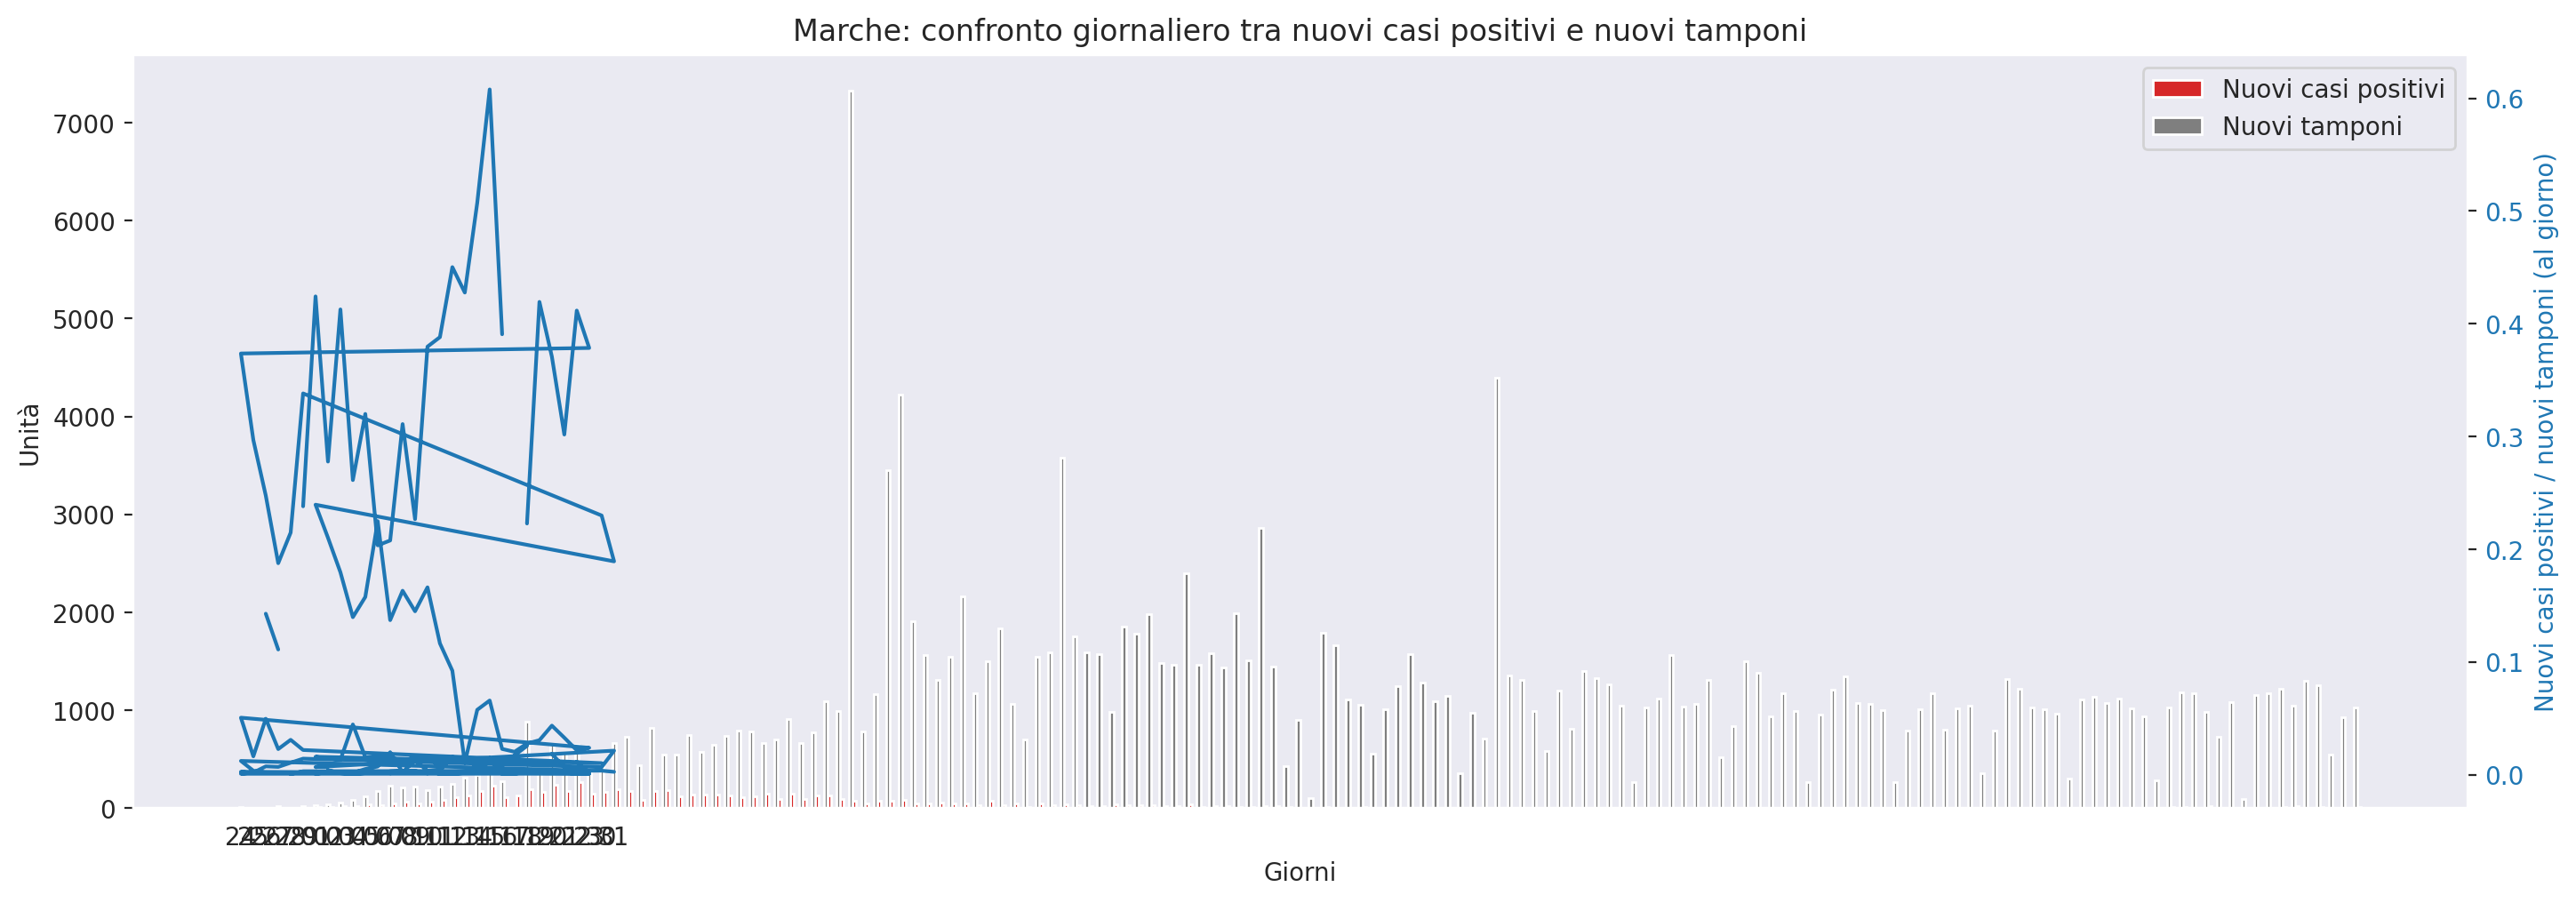 Marche: confronto giornaliero tra nuovi casi positivi e nuovi tamponi
Nuovi casi positivi
Nuovi tamponi
7000
6000
5000
4000
3000
2000
1000
0
Unità
0.6
0.5
0.4
0.3
0.2
0.1
0.0
Nuovi casi positivi / nuovi tamponi (al giorno)
Giorni